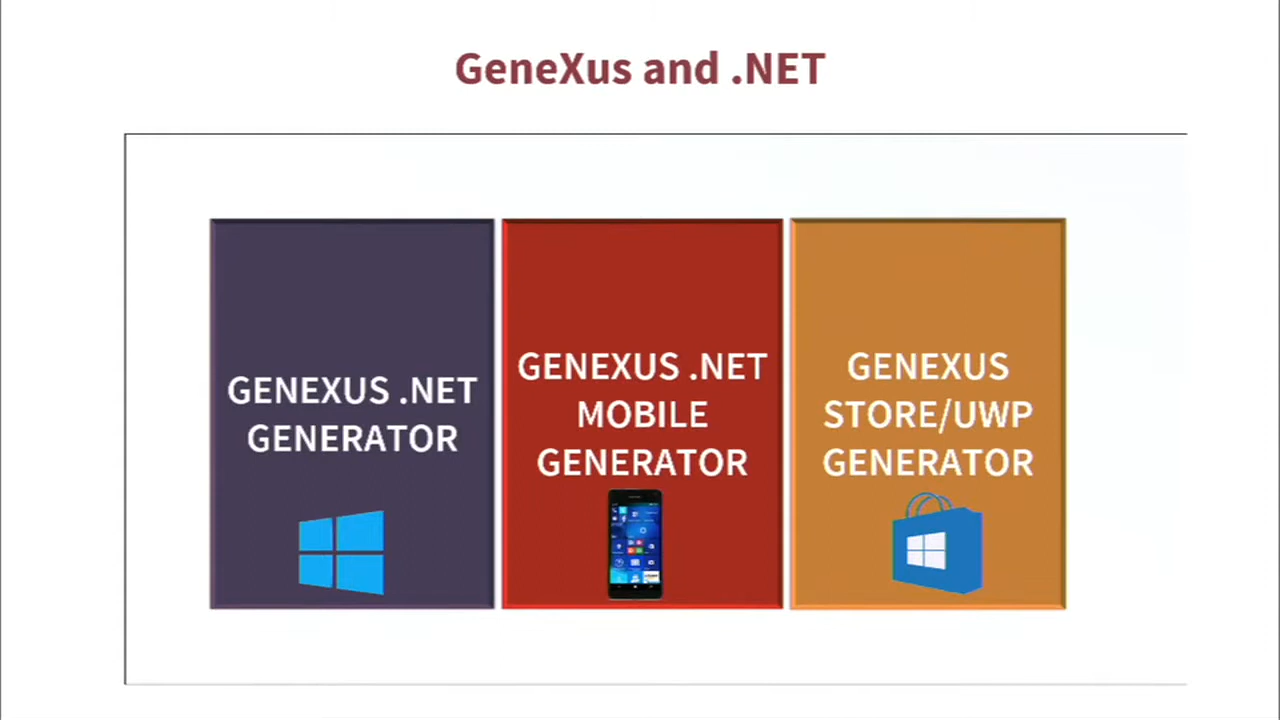 GeneXus and .NET
GENEXUS .NET
GENERATOR
GENEXUS .NET
MOBILE
GENERATOR
GENEXUS
STORE/UWP
GENERATOR